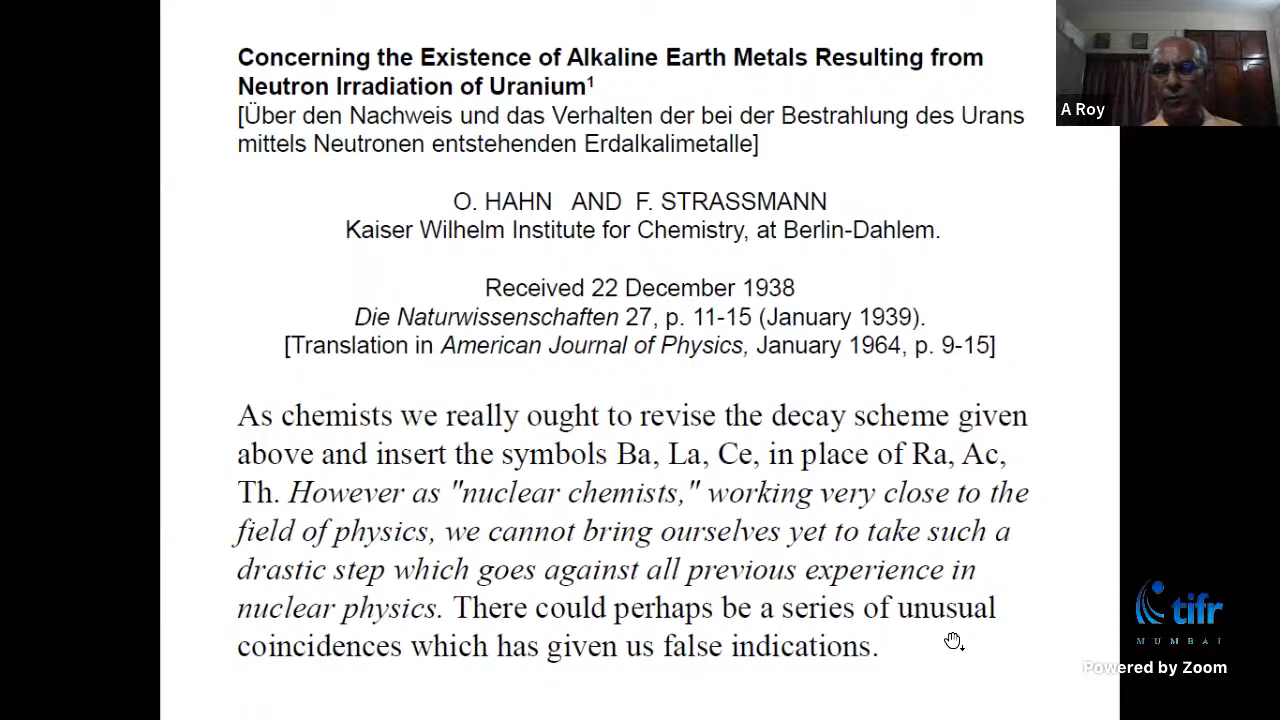 Concerning the Existence of Alkaline Earth Metals Resulting from
Neutron Irradiation of Uranium¹
[Über den Nachweis und das Verhalten der bei der Bestrahlung des Urans
mittels Neutronen entstehenden Erdalkalimetalle]
O. HAHN AND F. STRASSMANN
Kaiser Wilhelm Institute for Chemistry, at Berlin-Dahlem.
Received 22 December 1938
Die Naturwissenschaften 27, p. 11-15 (January 1939).
[Translation in American Journal of Physics, January 1964, p. 9-15]
As chemists we really ought to revise the decay scheme given
above and insert the symbols Ba, La, Ce, in place of Ra, Ac,
Th. However as "nuclear chemists," working very close to the
field of physics, we cannot bring ourselves yet to take such a
drastic step which goes against all previous experience in
nuclear physics. There could perhaps be a series of unusual
coincidences which has given us false indications.
A Roy
tifr
MUMBAI
Powered by Zoom